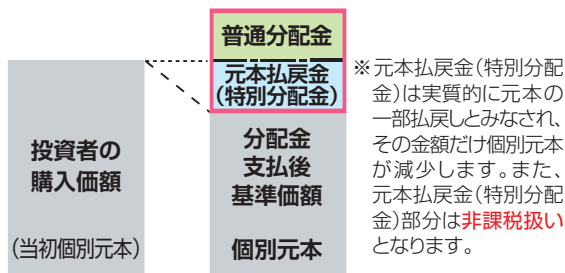 普通分配金
元本払戻金
(特別分配金)
投資者の
購入価額
(当初個別元本)
分配金
支払後
基準価額
個別元本
※元本払戻金(特別分配
金)は実質的に元本の
一部払戻しとみなされ、
その金額だけ個別元本
が減少します。また、
元本払戻金(特別分配
金)部分は非課税扱い
となります。